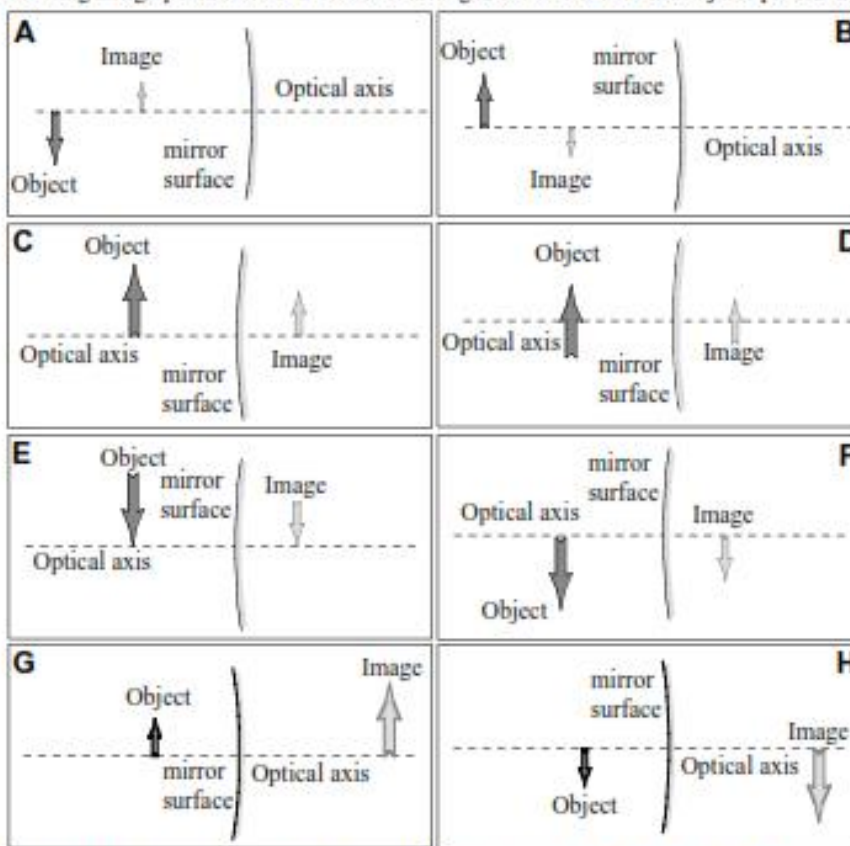 A
Image
Optical axis
mirror
surface
Object
B
Object
mirror
surface
Optical axis
Image
C
Object
Optical axis
Image
mirror
surface
D
Object
Optical axis
Image
mirror
surface
E
Object
mirror
surface
Image
Optical axis
F
mirror
surface
Optical axis
Image
Object
G
Image
Object
mirror
surface
Optical axis
H
mirror
surface
Image
Optical axis
Object